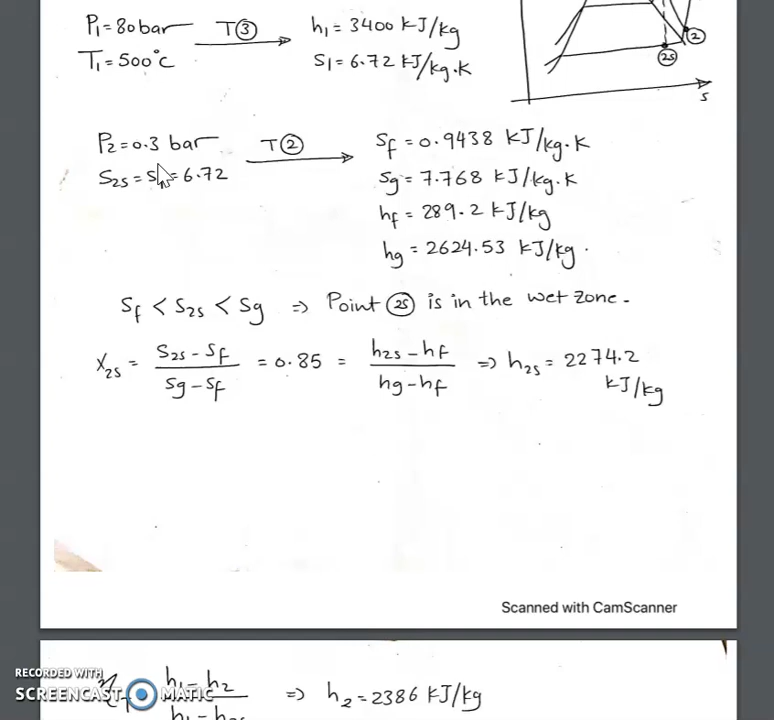 P₁ = 80 bar T③ h₁ = 3400 kJ/kg
T₁ = 500°C S₁ = 6.72 kJ/kg.K
②
2S
S
P₂ = 0.3 bar T② Sf = 0.9438 kJ/kg.K
S₂s = S = 6.72 Sg = 7.768 kJ/kg.K
hf = 289.2 kJ/kg
hg = 2624.53 kJ/kg.
Sf < S₂s < Sg => Point 2S is in the wet zone.
X₂s = (S₂s - Sf) / (Sg - Sf) = 0.85 = (h₂s - hf) / (hg - hf) => h₂s = 2274.2
kJ/kg
Scanned with CamScanner
h₁ - h₂ => h₂ = 2386 kJ/kg
RECORDED WITH
SCREENCAST MATIC